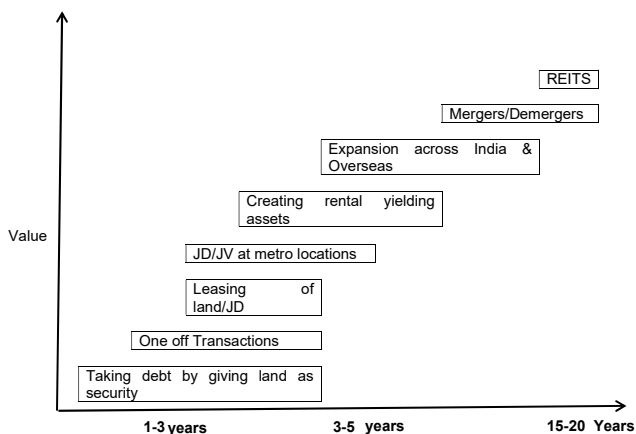 REITS
Mergers/Demergers
Expansion across India &
Overseas
Creating rental yielding
assets
Value
JD/JV at metro locations
Leasing of
land/JD
One off Transactions
Taking debt by giving land as
security
1-3 years 3-5 years 15-20 Years